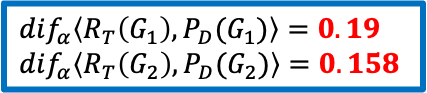 dif_α⟨R_T(G_1), P_D(G_1)⟩ = 0.19
dif_α⟨R_T(G_2), P_D(G_2)⟩ = 0.158